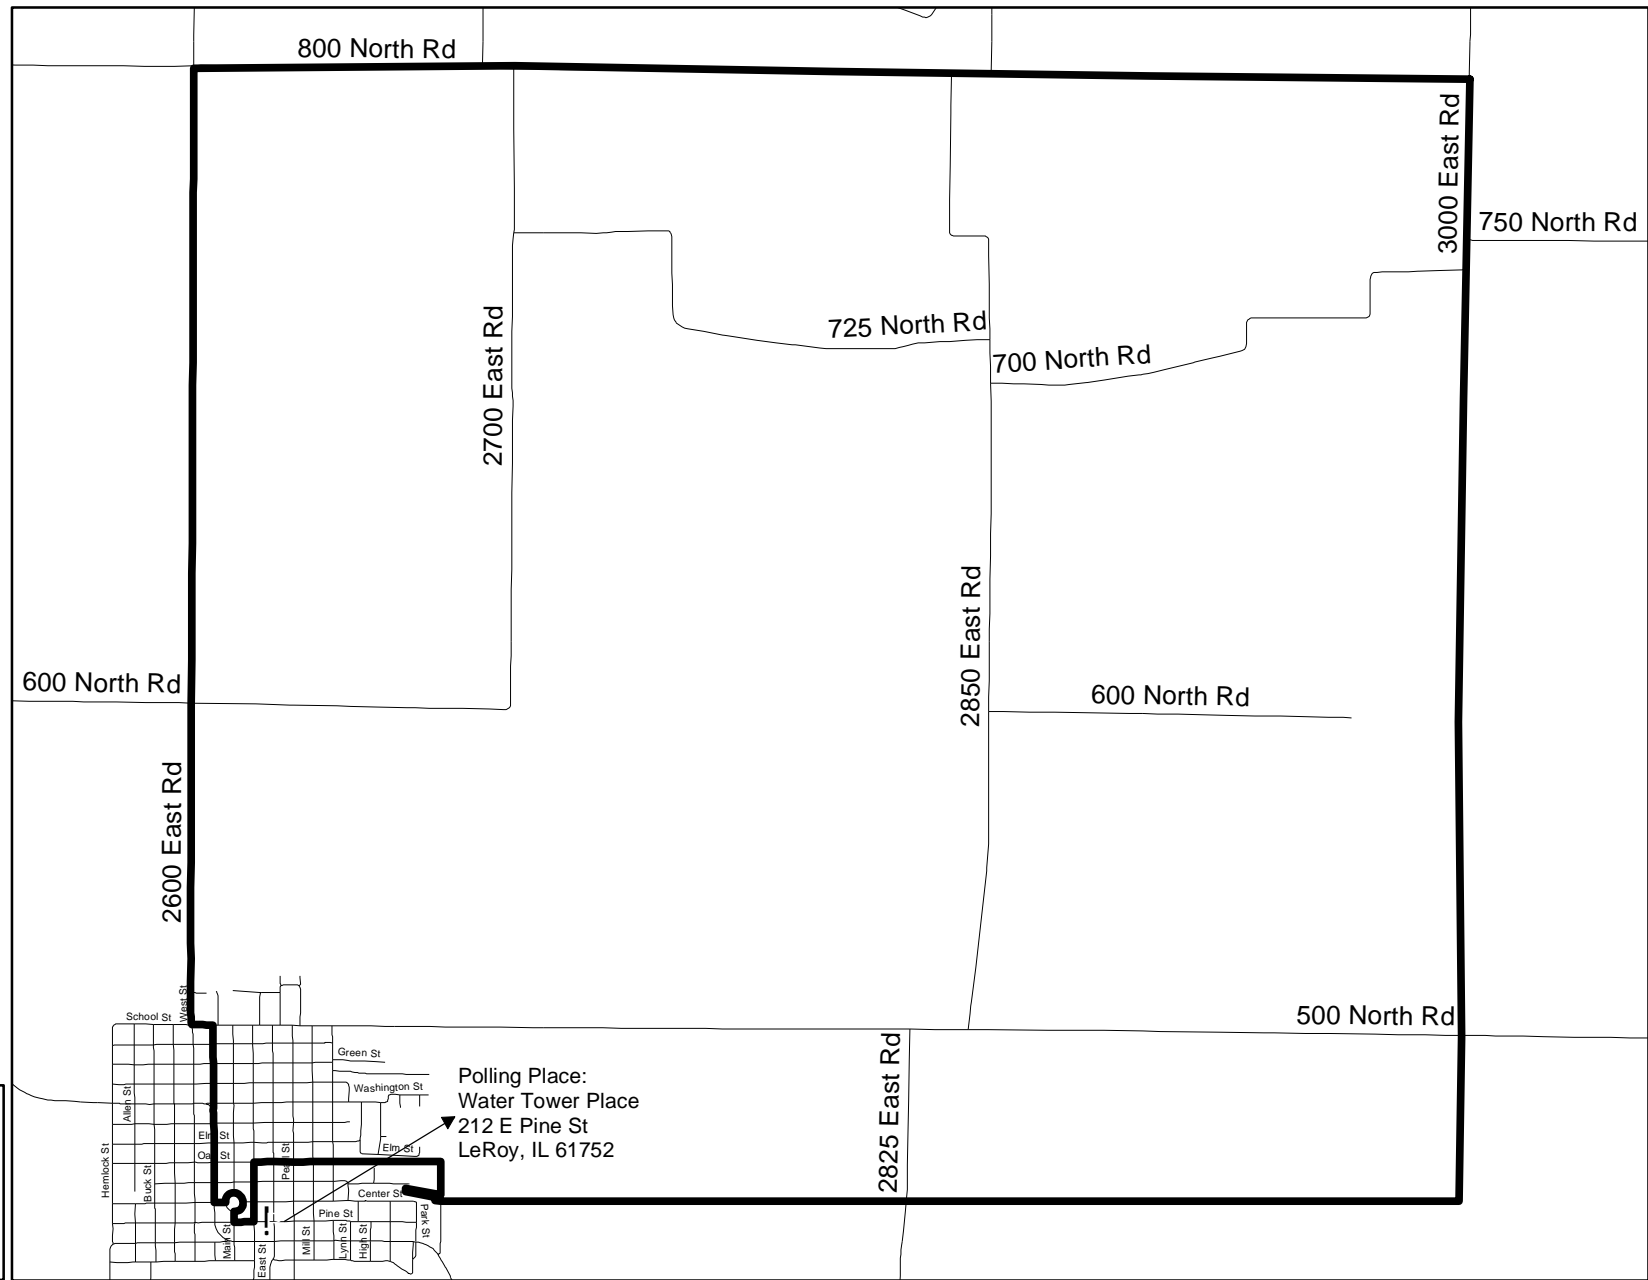 800 North Rd
3000 East Rd
750 North Rd
2700 East Rd
725 North Rd
700 North Rd
600 North Rd
2850 East Rd
600 North Rd
2600 East Rd
West St
School St
500 North Rd
Green St
Washington St
Allen St
Polling Place:
Water Tower Place
212 E Pine St
LeRoy, IL 61752
2825 East Rd
Elm St
Oak St
Pearl St
Elm St
Hemlock St
Buck St
Center St
Pine St
Park St
Main St
East St
Mill St
Lynn St
High St